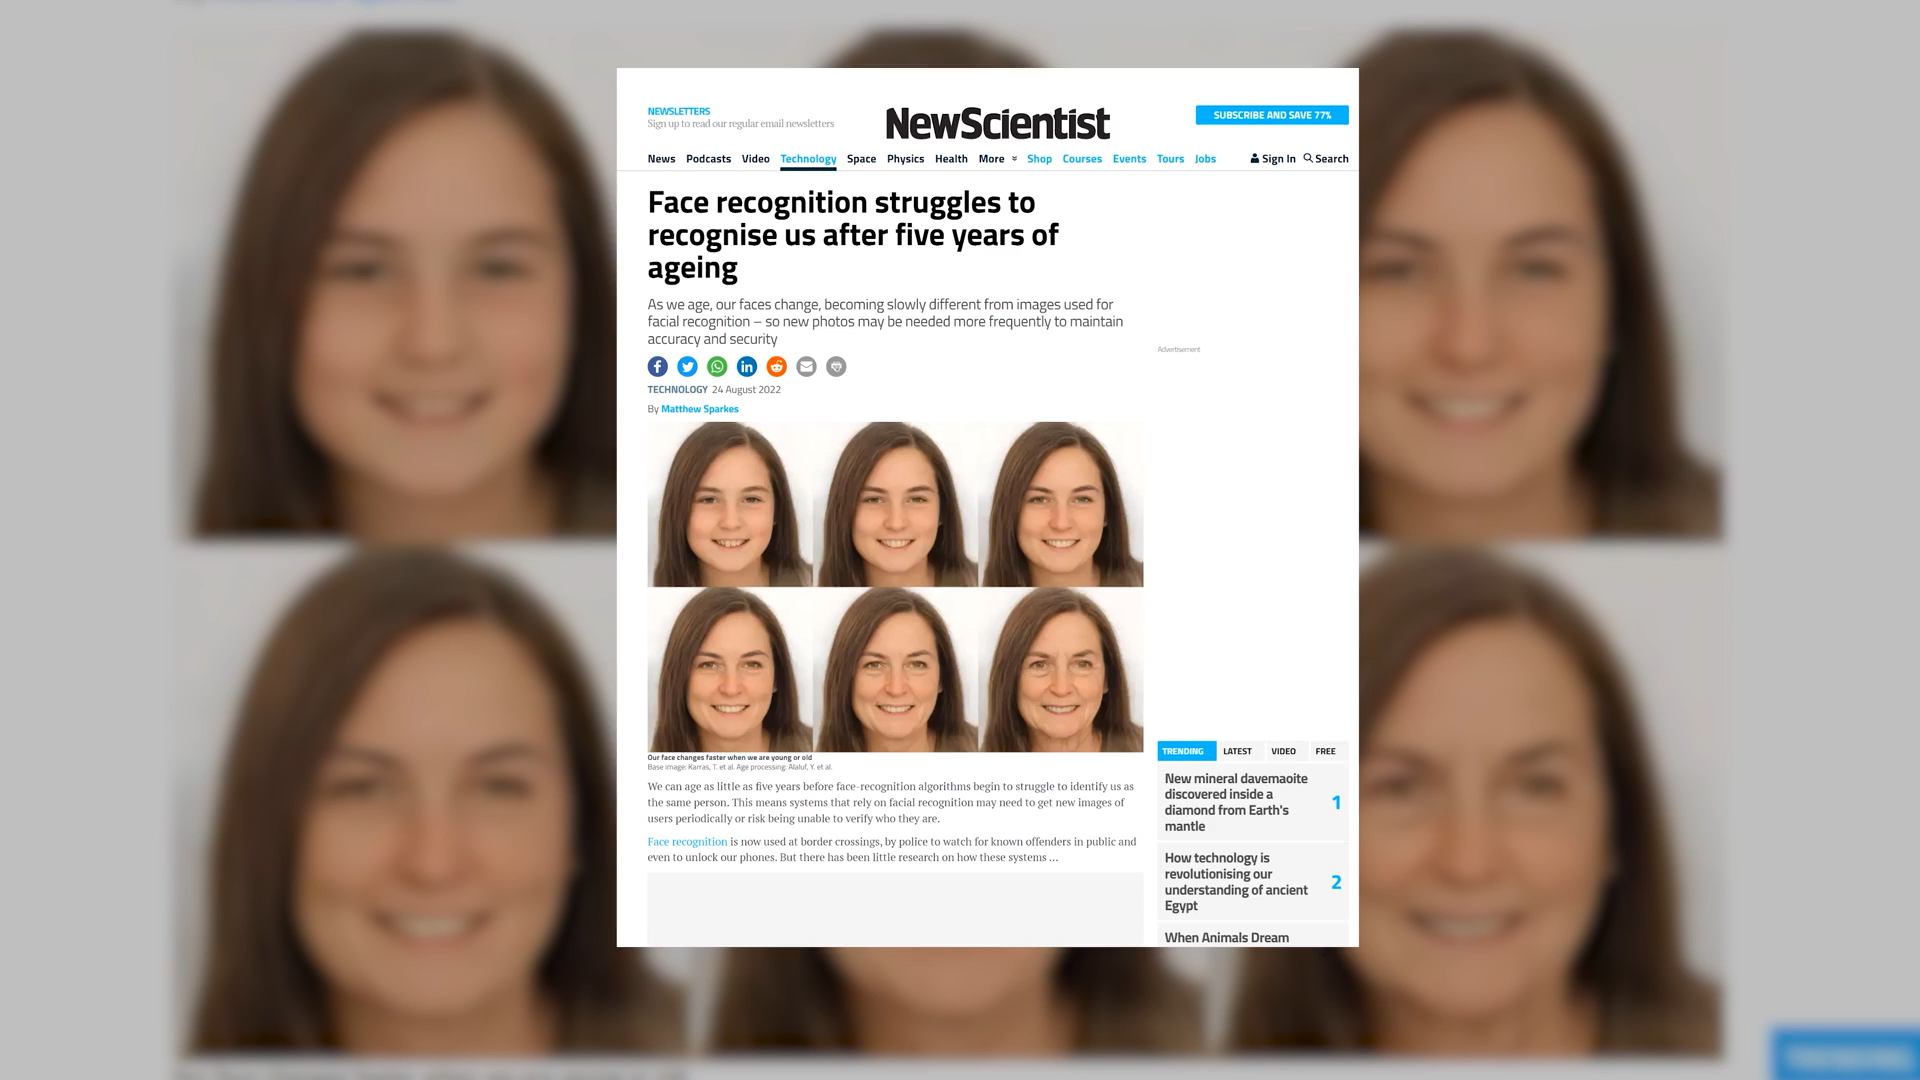 NEWSLETTERS
Sign up to read our regular email newsletters
NewScientist
SUBSCRIBE AND SAVE 77%
News Podcasts Video Technology Space Physics Health More Shop Courses Events Tours Jobs Sign In Search
Face recognition struggles to
recognise us after five years of
ageing
As we age, our faces change, becoming slowly different from images used for
facial recognition – so new photos may be needed more frequently to maintain
accuracy and security
TECHNOLOGY 24 August 2022
By Matthew Sparkes
Advertisement
Our face changes faster when we are young or old
Base image: Karras, T. et al. Age processing: Alaluf, Y. et al.
We can age as little as five years before face-recognition algorithms begin to struggle to identify us as
the same person. This means systems that rely on facial recognition may need to get new images of
users periodically or risk being unable to verify who they are.
Face recognition is now used at border crossings, by police to watch for known offenders in public and
even to unlock our phones. But there has been little research on how these systems ...
TRENDING LATEST VIDEO FREE
New mineral davemaoite
discovered inside a
diamond from Earth's
mantle
1
How technology is
revolutionising our
understanding of ancient
Egypt
2
When Animals Dream